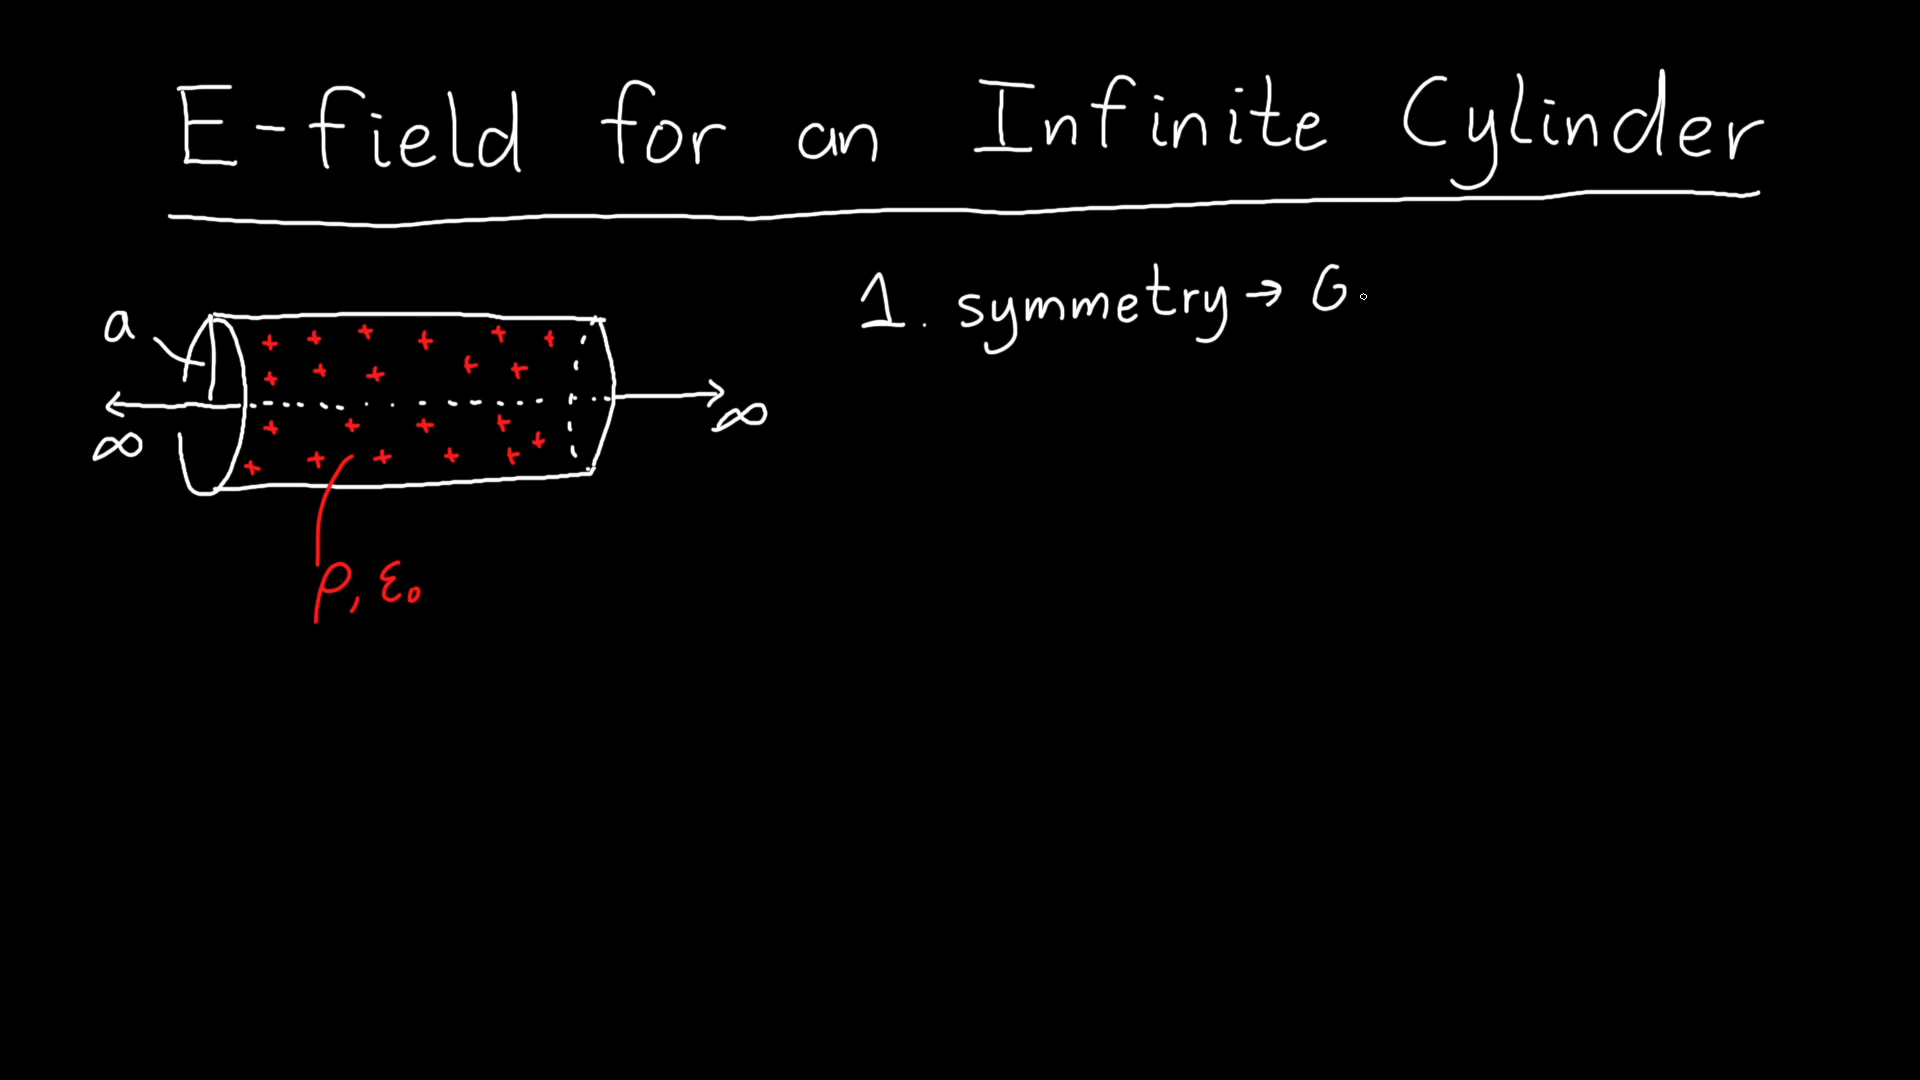 E-field for an Infinite Cylinder
1. symmetry → G
a
∞
∞
+ + + + + +
+ + + + +
+ + + + +
+ + + + +
ρ, ε₀